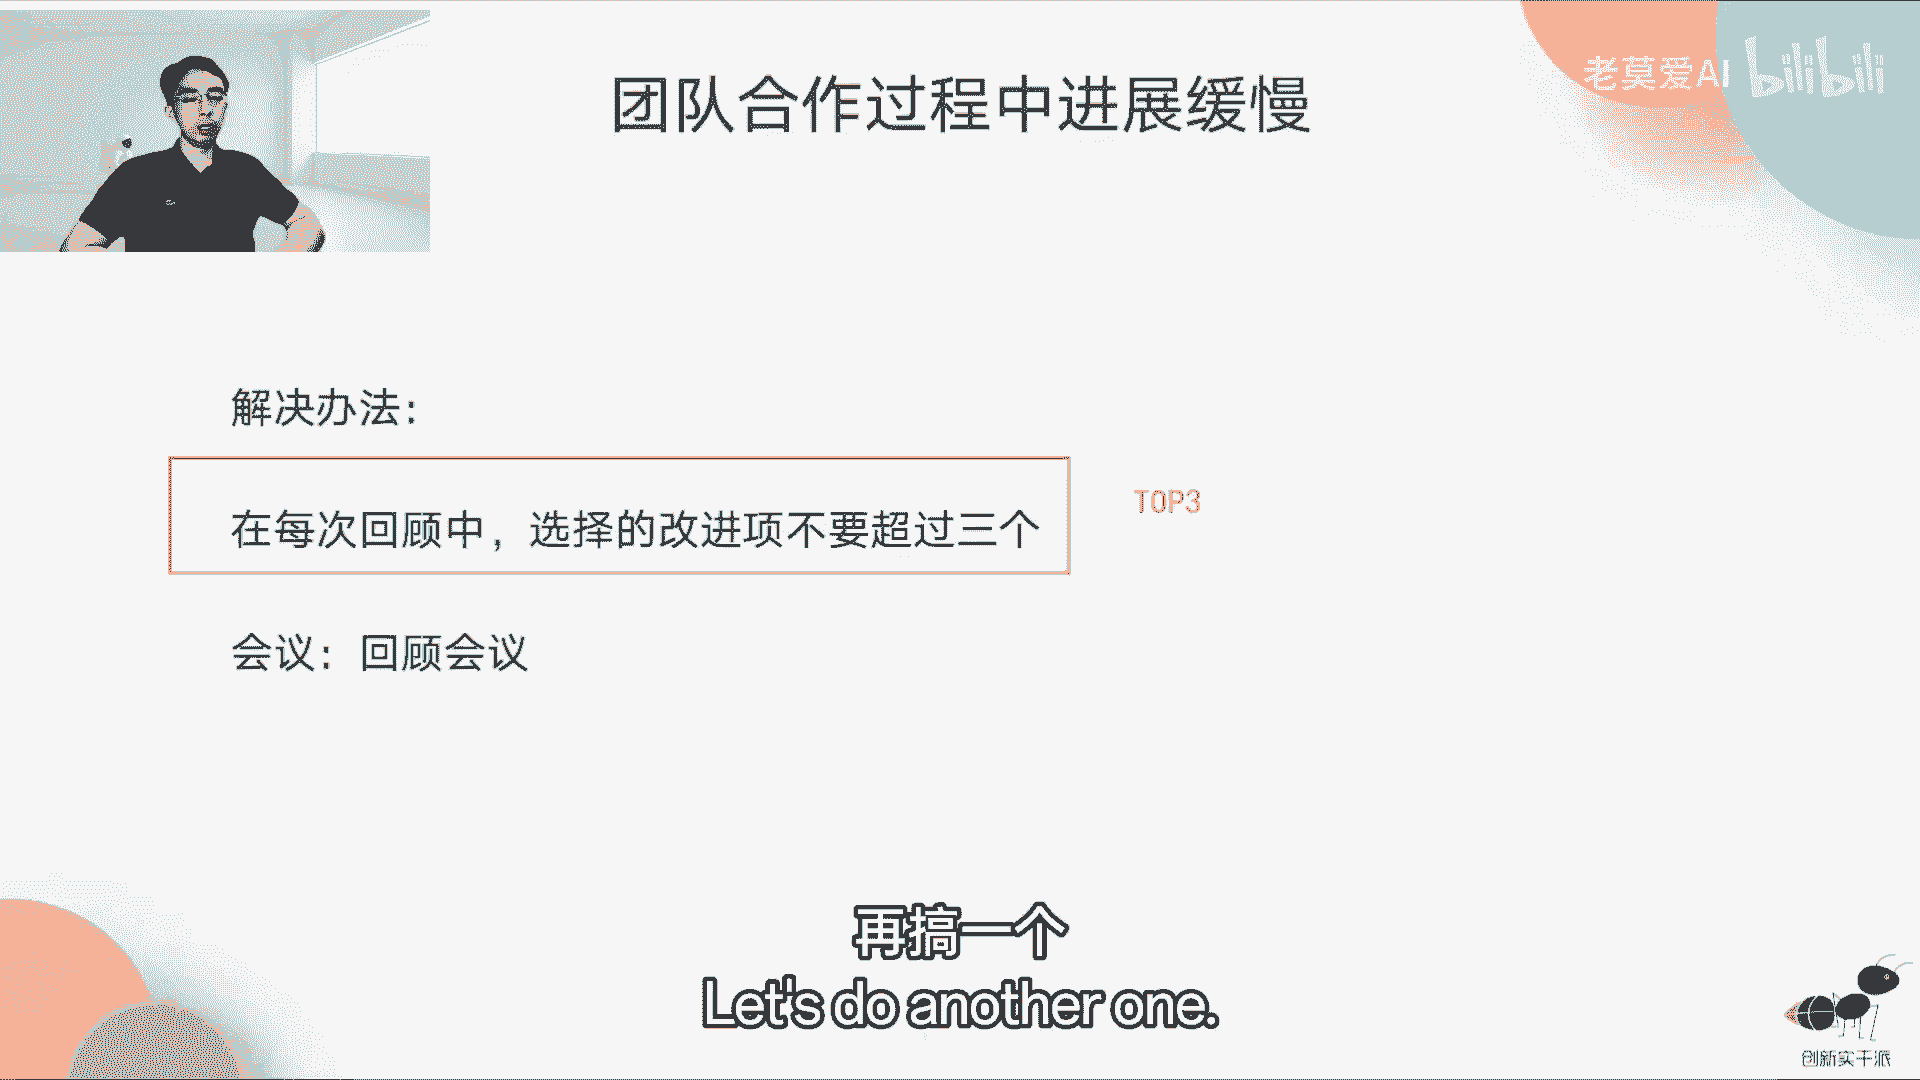 团队合作过程中进展缓慢
老莫爱AI bilibili
解决办法：
在每次回顾中，选择的改进项不要超过三个
TOP3
会议：回顾会议
再搞一个
Let's do another one.
创新实干派